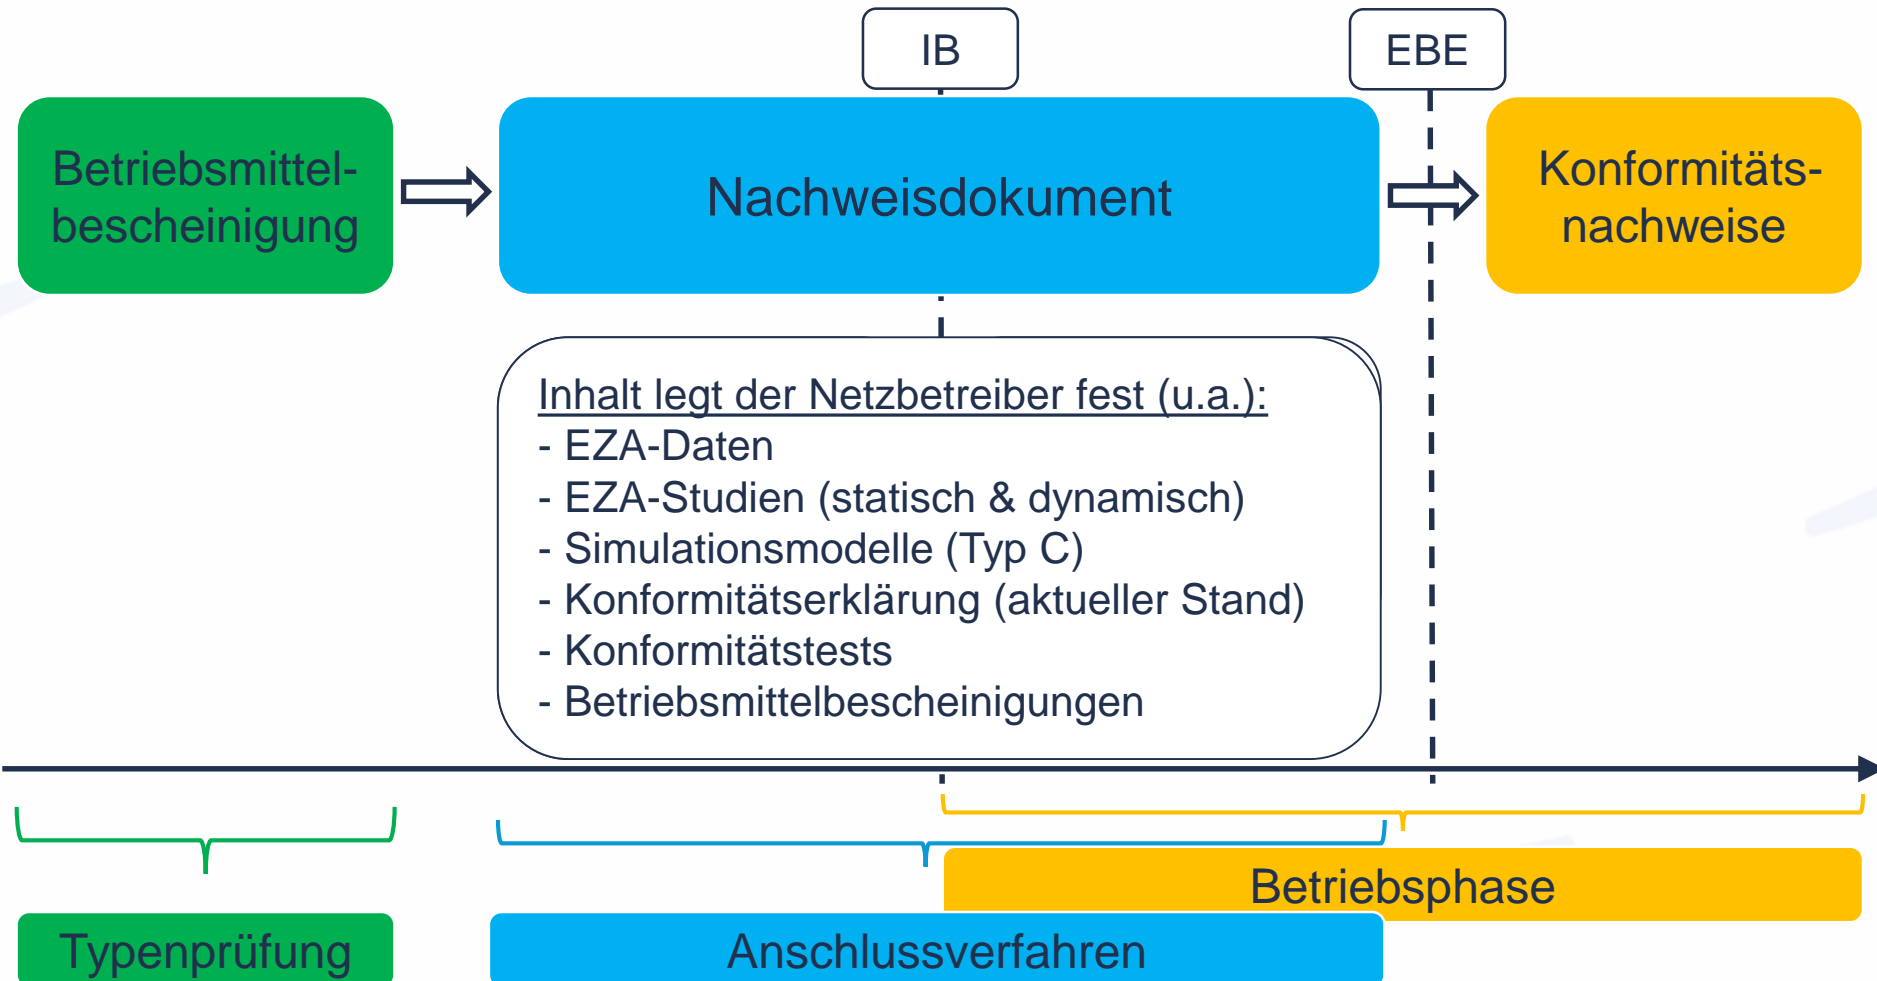 IB
EBE
Betriebsmittel-
bescheinigung
Nachweisdokument
Konformitäts-
nachweise
Inhalt legt der Netzbetreiber fest (u.a.):
- EZA-Daten
- EZA-Studien (statisch & dynamisch)
- Simulationsmodelle (Typ C)
- Konformitätserklärung (aktueller Stand)
- Konformitätstests
- Betriebsmittelbescheinigungen
Betriebsphase
Typenprüfung
Anschlussverfahren